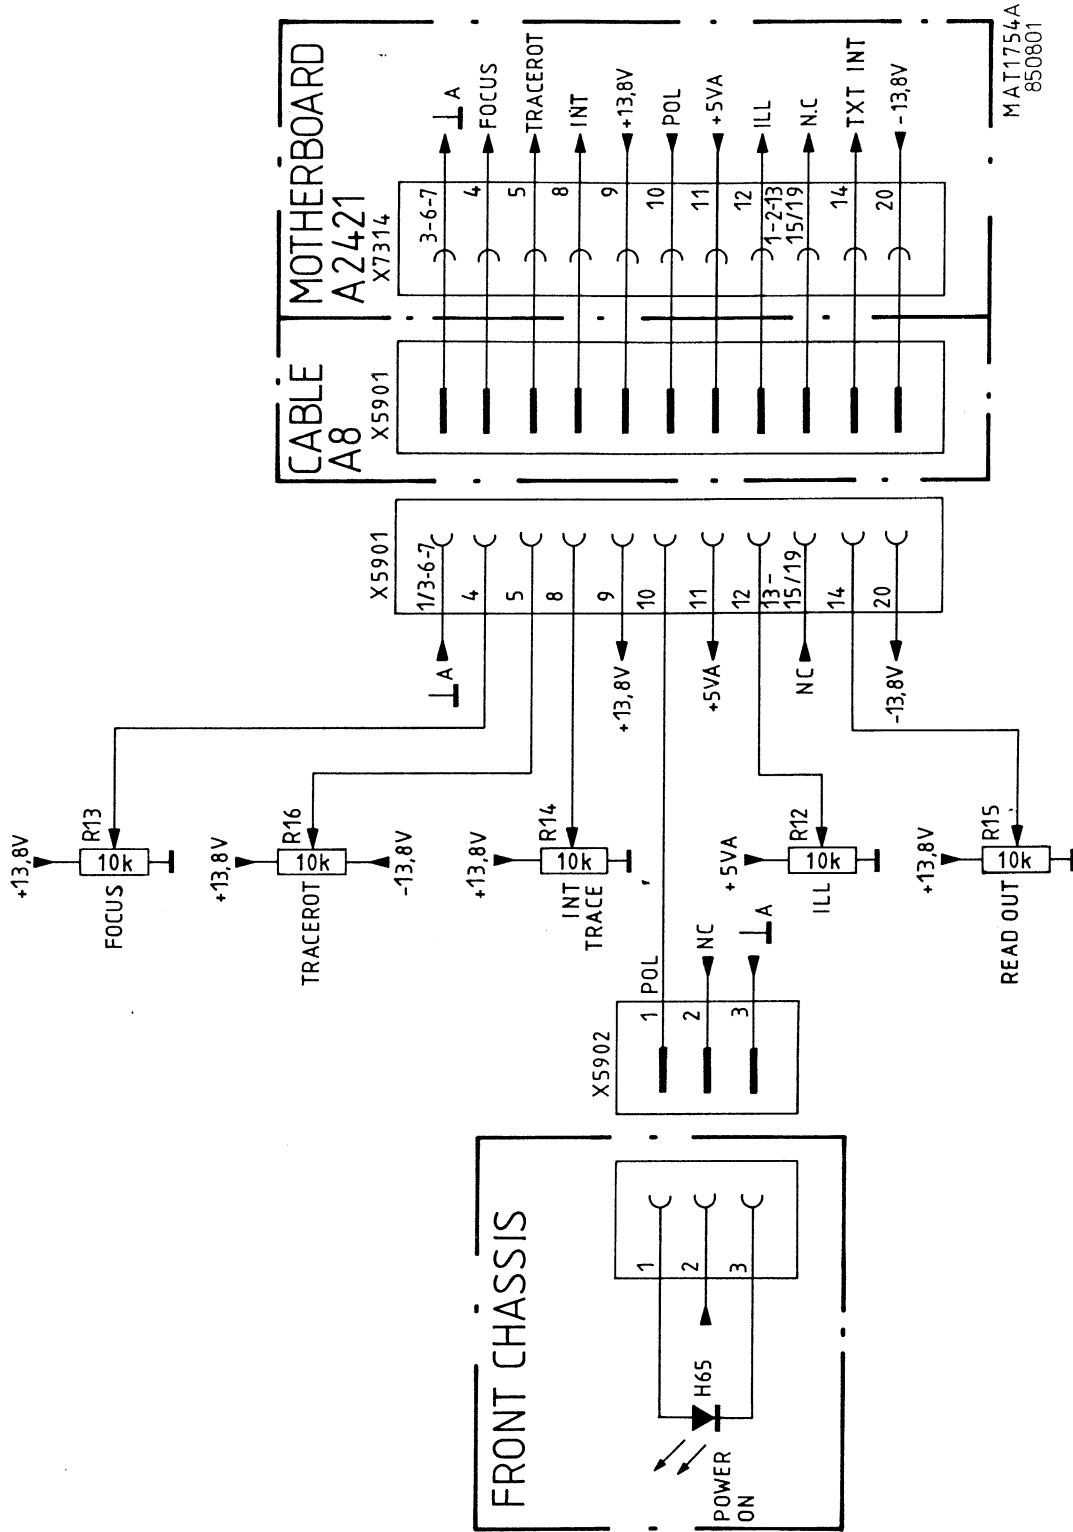 MOTHERBOARD
A2421
X7314
3-6-7
A
4
FOCUS
5
TRACEROT
8
INT
9
+13,8V
10
POL
11
+5VA
12
ILL
1-2-13
15/19
N.C
14
TXT INT
20
-13,8V
MAT1754A
850801
CABLE
A8
X5901
X5901
1/3-6-7
4
5
8
9
10
11
12
13-
15/19
14
20
A
+13,8V
+5VA
NC
-13,8V
+13,8V
R13
10k
FOCUS
+13,8V
R16
10k
-13,8V
TRACEROT
+13,8V
R14
10k
INT
TRACE
+5VA
R12
10k
ILL
+13,8V
R15
10k
READ OUT
X5902
1
POL
2
NC
3
A
FRONT CHASSIS
1
2
3
H65
POWER
ON